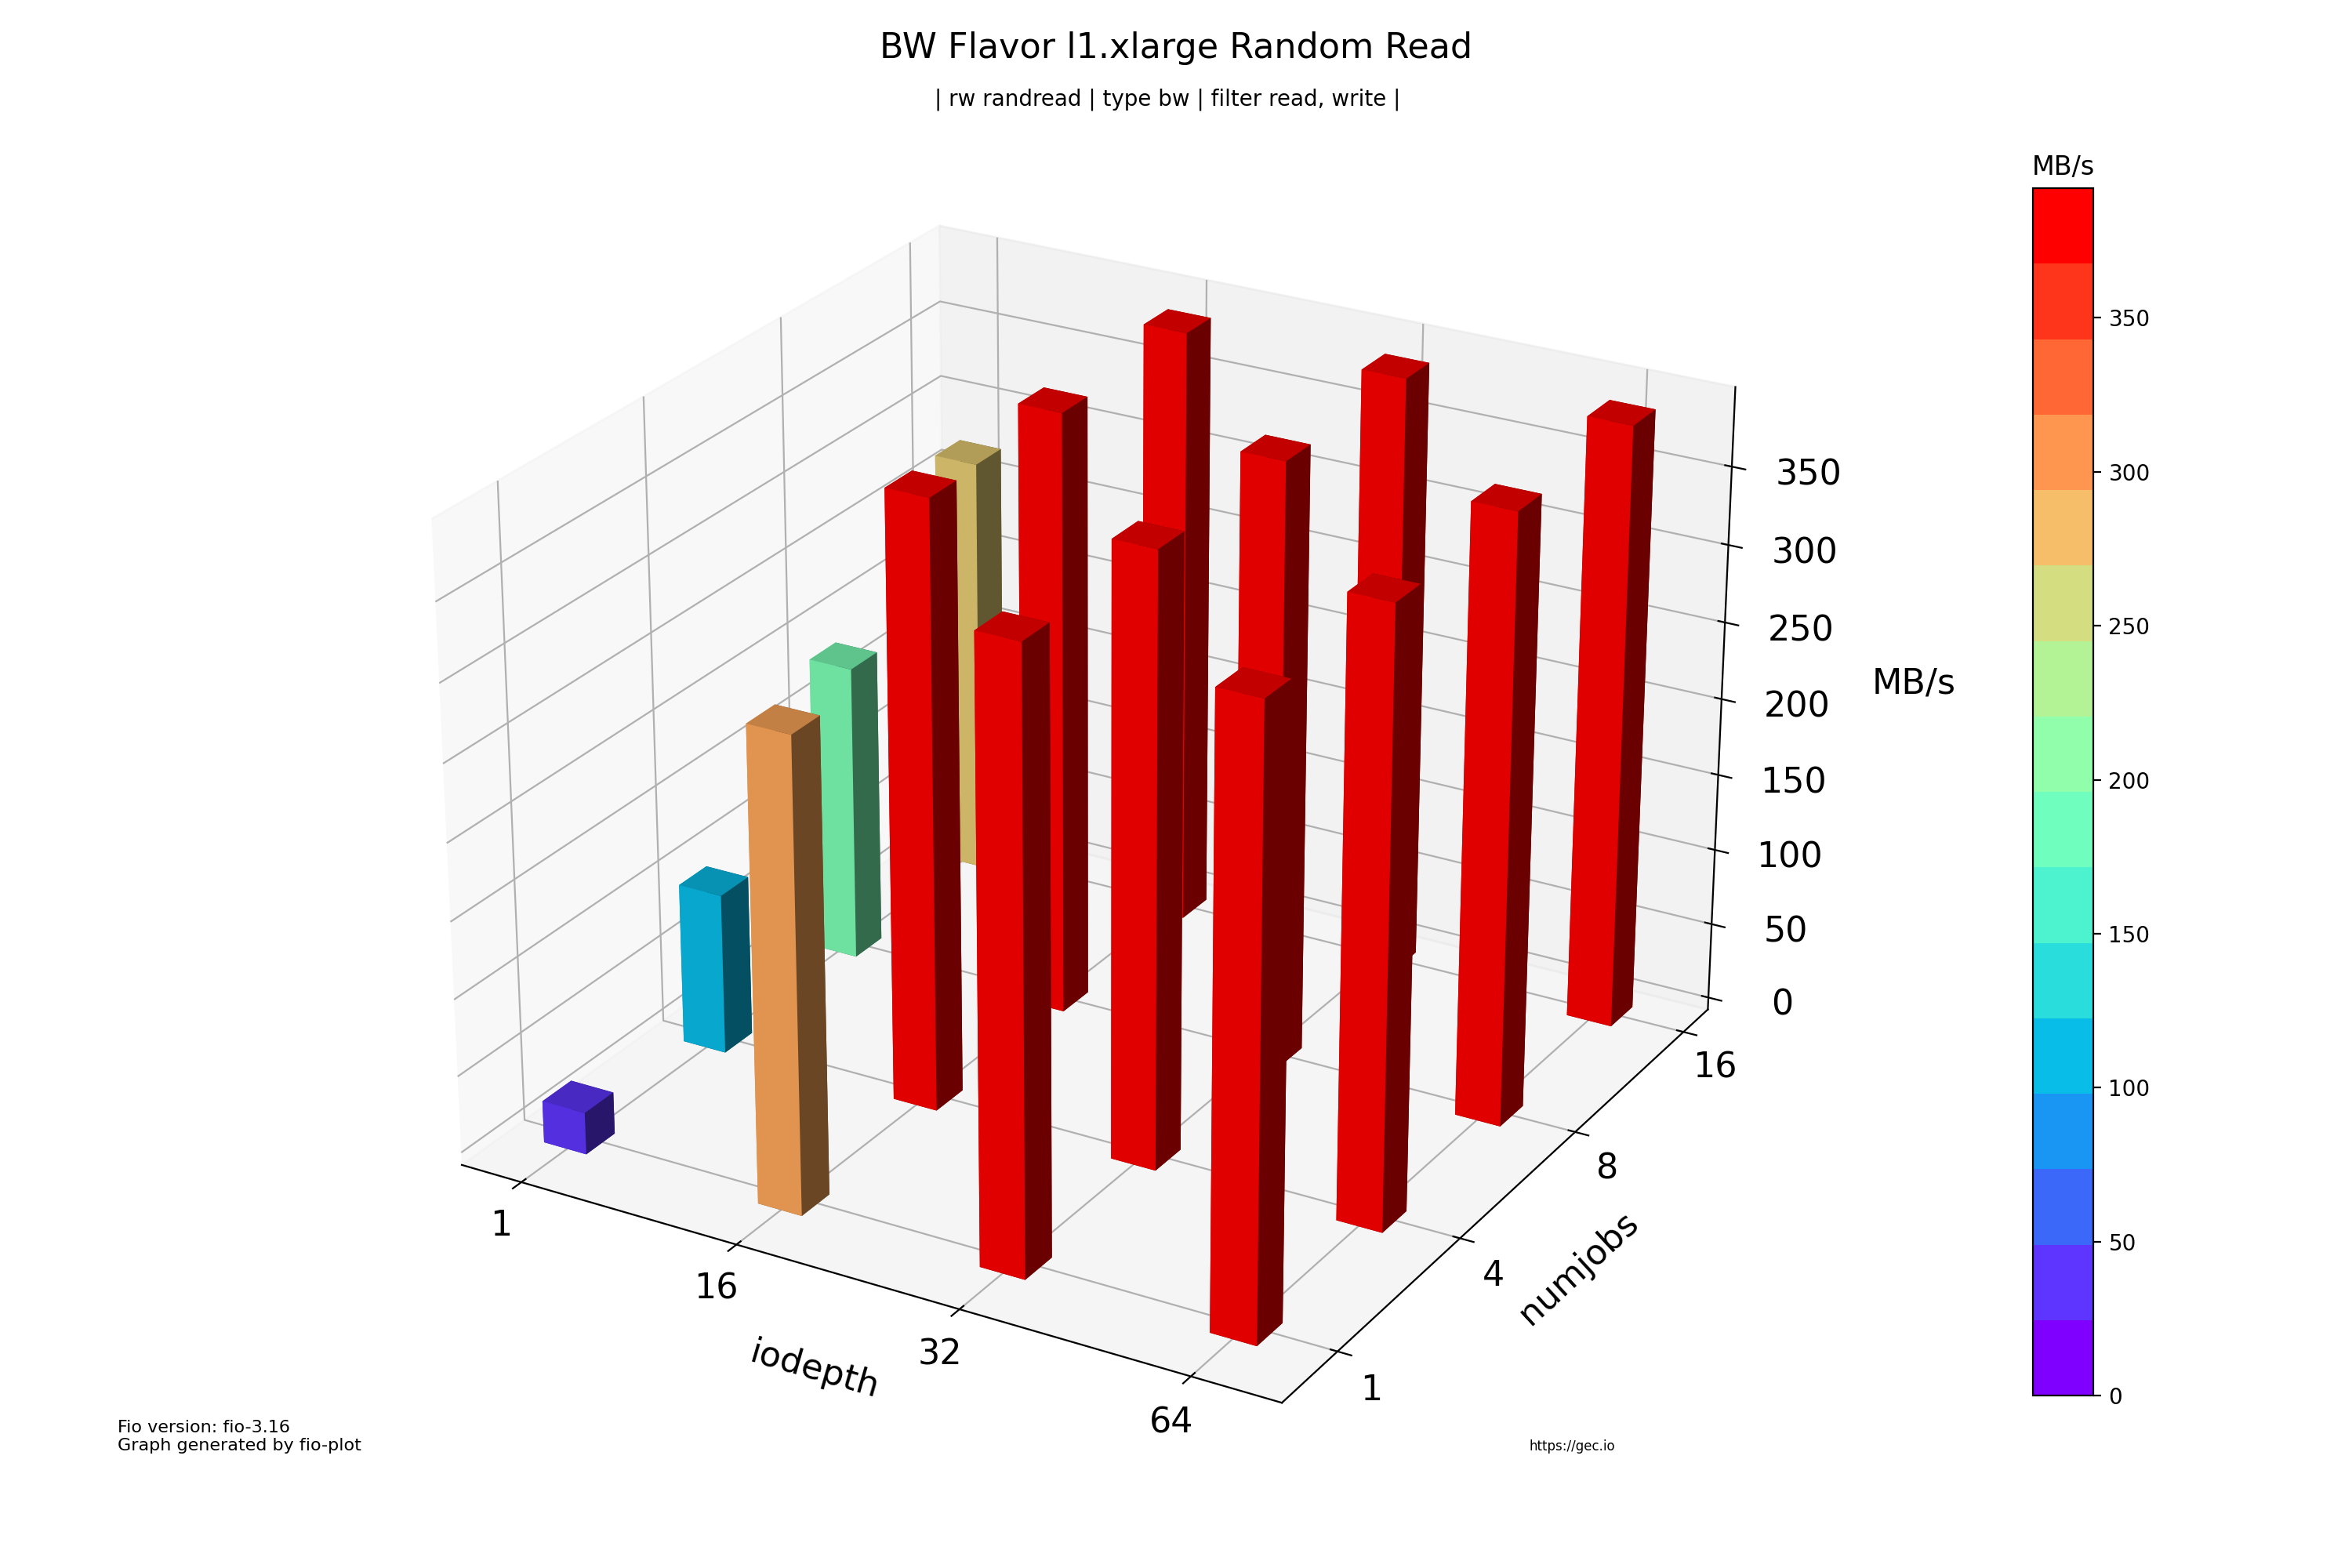 BW Flavor l1.xlarge Random Read
| rw randread | type bw | filter read, write |
MB/s
350
300
250
200
150
100
50
0
350
300
250
200
150
100
50
0
MB/s
16
8
4
1
numjobs
1
16
32
64
iodepth
Fio version: fio-3.16
Graph generated by fio-plot
https://gec.io